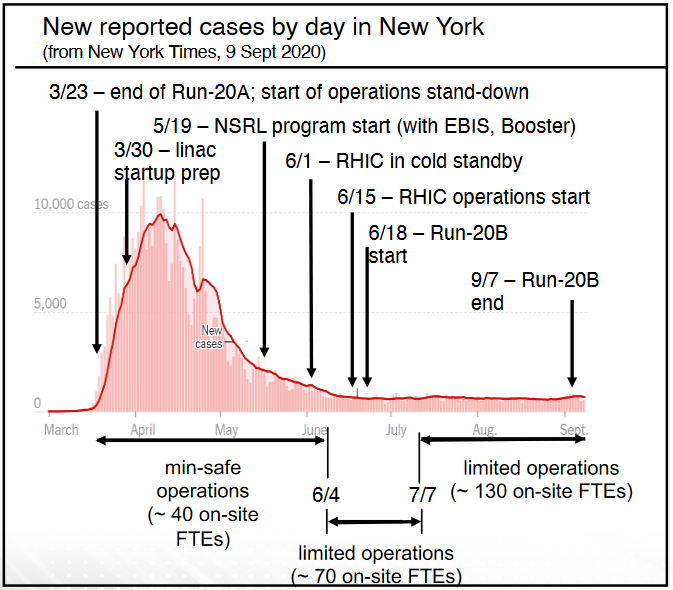 New reported cases by day in New York
(from New York Times, 9 Sept 2020)
3/23 – end of Run-20A; start of operations stand-down
5/19 – NSRL program start (with EBIS, Booster)
3/30 – linac
startup prep
6/1 – RHIC in cold standby
6/15 – RHIC operations start
6/18 – Run-20B
start
9/7 – Run-20B
end
10,000 cases
5,000
New
cases
0
March April May June July Aug. Sept.
min-safe
operations
(~ 40 on-site
FTEs)
6/4
7/7
limited operations
(~ 130 on-site FTEs)
limited operations
(~ 70 on-site FTEs)